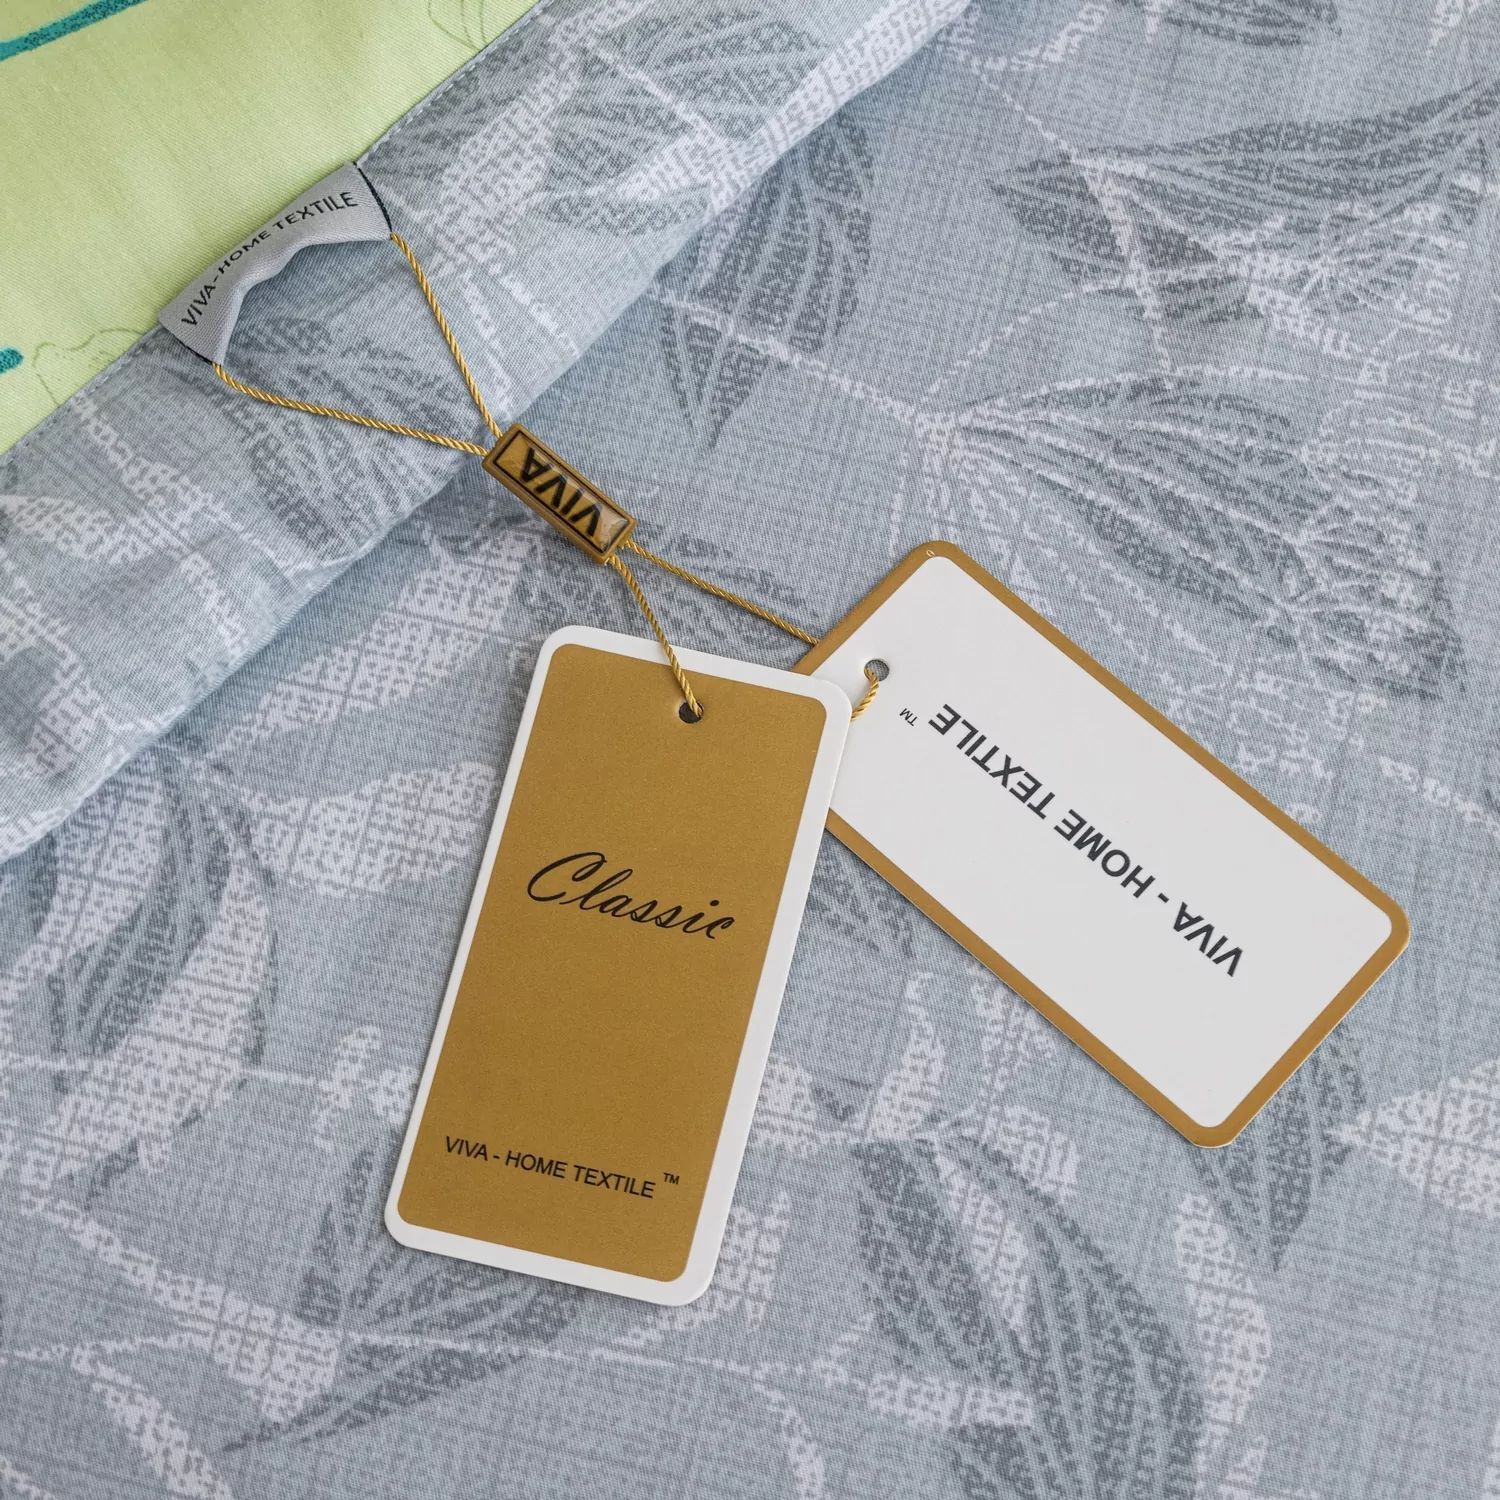 VIVA-HOME TEXTILE
VIVA
Classic
VIVA - HOME TEXTILE ™
VIVA - HOME TEXTILE ™